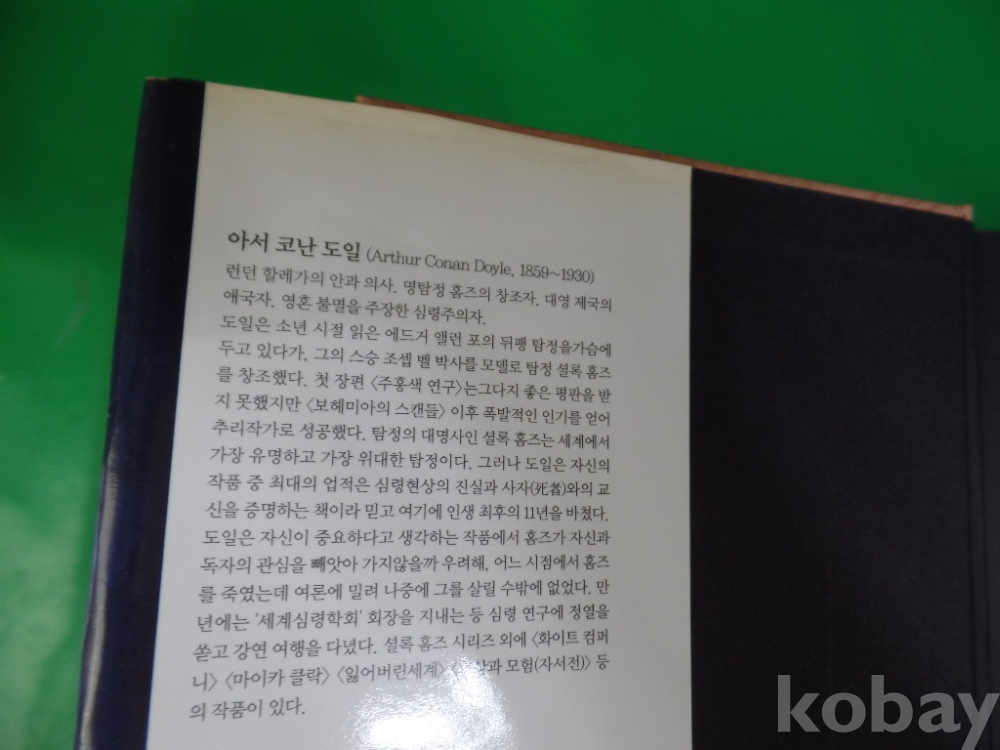 아서 코난 도일 (Arthur Conan Doyle, 1859~1930)
런던 할레가의 안과 의사. 명탐정 홈즈의 창조자. 대영 제국의
애국자. 영혼 불멸을 주장한 심령주의자.
도일은 소년 시절 읽은 에드거 앨런 포의 뒤팽 탐정을가슴에
두고 있다가, 그의 스승 조셉 벨 박사를 모델로 탐정 셜록 홈즈
를 창조했다. 첫 장편 〈주홍색 연구〉는그다지 좋은 평판을 받
지 못했지만 〈보헤미아의 스캔들〉 이후 폭발적인 인기를 얻어
추리작가로 성공했다. 탐정의 대명사인 셜록 홈즈는 세계에서
가장 유명하고 가장 위대한 탐정이다. 그러나 도일은 자신의
작품 중 최대의 업적은 심령현상의 진실과 사자(死者)와의 교
신을 증명하는 책이라 믿고 여기에 인생 최후의 11년을 바쳤다.
도일은 자신이 중요하다고 생각하는 작품에서 홈즈가 자신과
독자의 관심을 빼앗아 가지않을까 우려해, 어느 시점에서 홈즈
를 죽였는데 여론에 밀려 나중에 그를 살릴 수밖에 없었다. 만
년에는 '세계심령학회' 회장을 지내는 등 심령 연구에 정열을
쏟고 강연 여행을 다녔다. 셜록 홈즈 시리즈 외에 〈화이트 컴퍼
니〉 〈마이카 클락〉 〈잃어버린세계〉 모험(자서전)〉 등
의 작품이 있다.
kobay